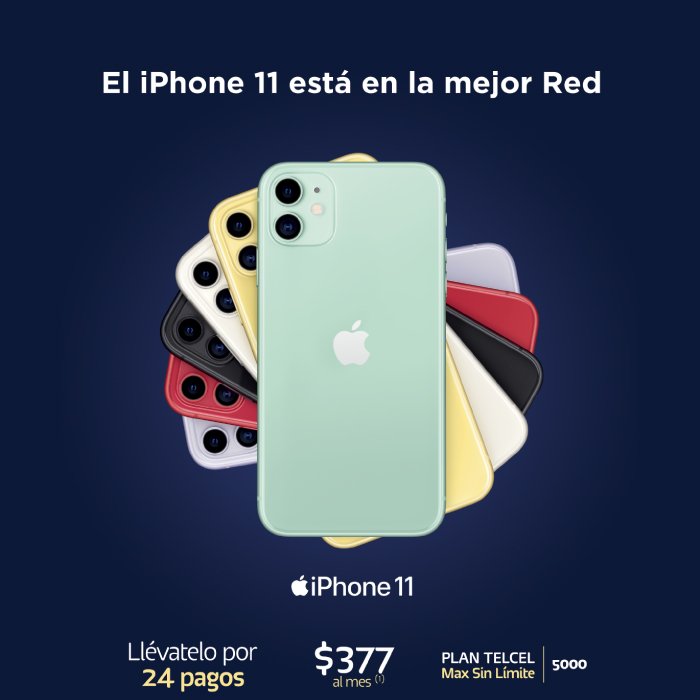 El iPhone 11 está en la mejor Red
iPhone 11
Llévatelo por
24 pagos
$377
al mes (1)
PLAN TELCEL
Max Sin Límite
5000